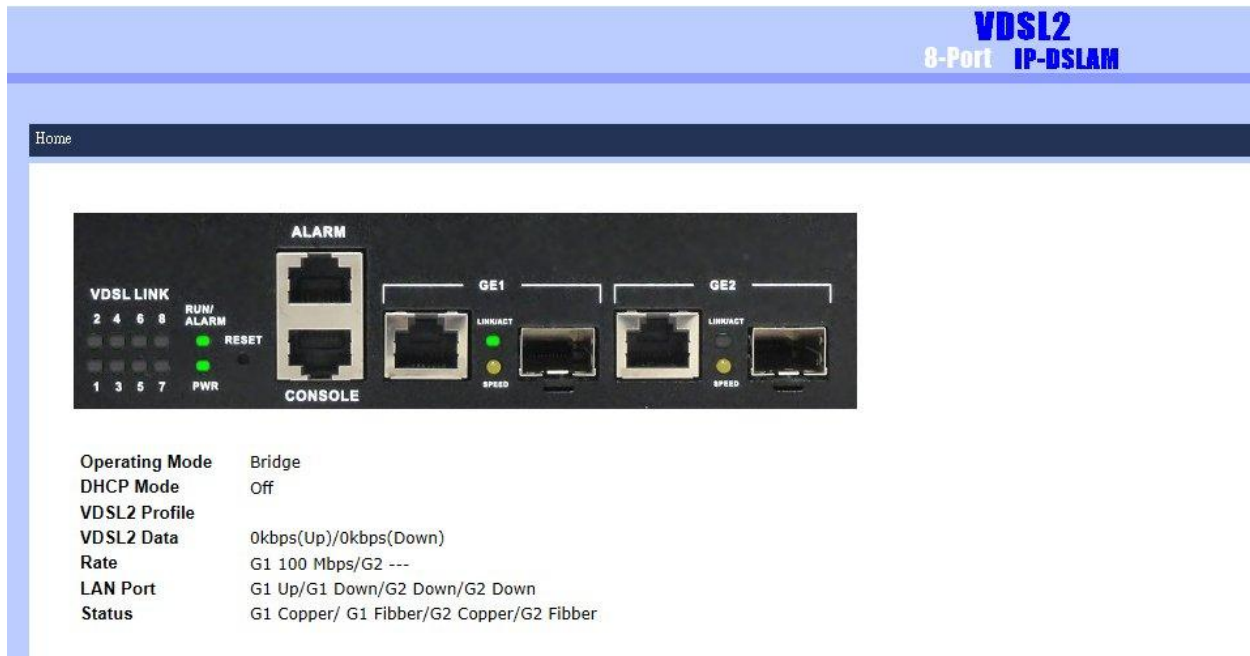 VDSL2
8-Port IP-DSLAM
Home
ALARM
VDSL LINK
2 4 6 8
RUN/
ALARM
RESET
1 3 5 7
PWR
CONSOLE
GE1
LINK/ACT
SPEED
GE2
LINK/ACT
SPEED
Operating Mode Bridge
DHCP Mode Off
VDSL2 Profile
VDSL2 Data 0kbps(Up)/0kbps(Down)
Rate G1 100 Mbps/G2 ---
LAN Port G1 Up/G1 Down/G2 Down/G2 Down
Status G1 Copper/ G1 Fibber/G2 Copper/G2 Fibber